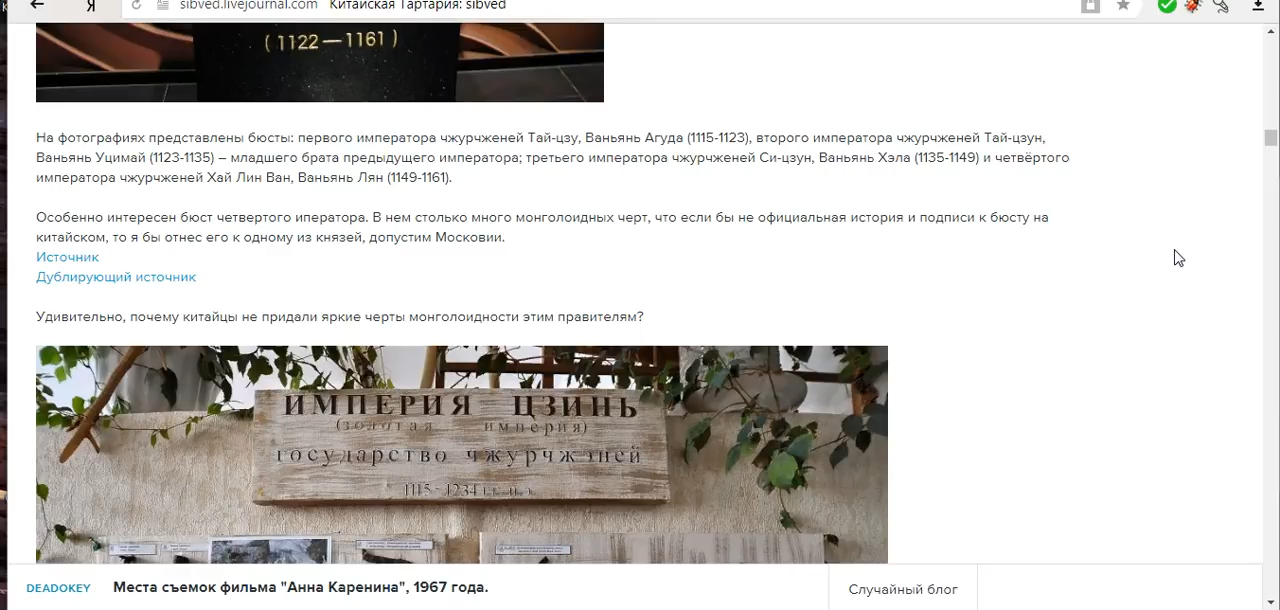 Я sibved.livejournal.com Китайская Тартария: sibved
(1122—1161)
На фотографиях представлены бюсты: первого императора чжурчженей Тай-цзу, Ваньянь Агуда (1115-1123), второго императора чжурчженей Тай-цзун,
Ваньянь Уцимай (1123-1135) – младшего брата предыдущего императора; третьего императора чжурчженей Си-цзун, Ваньянь Хэла (1135-1149) и четвёртого
императора чжурчженей Хай Лин Ван, Ваньянь Лян (1149-1161).
Особенно интересен бюст четвертого иператора. В нем столько много монголоидных черт, что если бы не официальная история и подписи к бюсту на
китайском, то я бы отнес его к одному из князей, допустим Московии.
Источник
Дублирующий источник
Удивительно, почему китайцы не придали яркие черты монголоидности этим правителям?
ИМПЕРИЯ ЦЗИНЬ
(золотая империя)
государство чжурчжэней
1115-1234 г.г. н.э.
DEADOKEY Места съемок фильма "Анна Каренина", 1967 года. Случайный блог